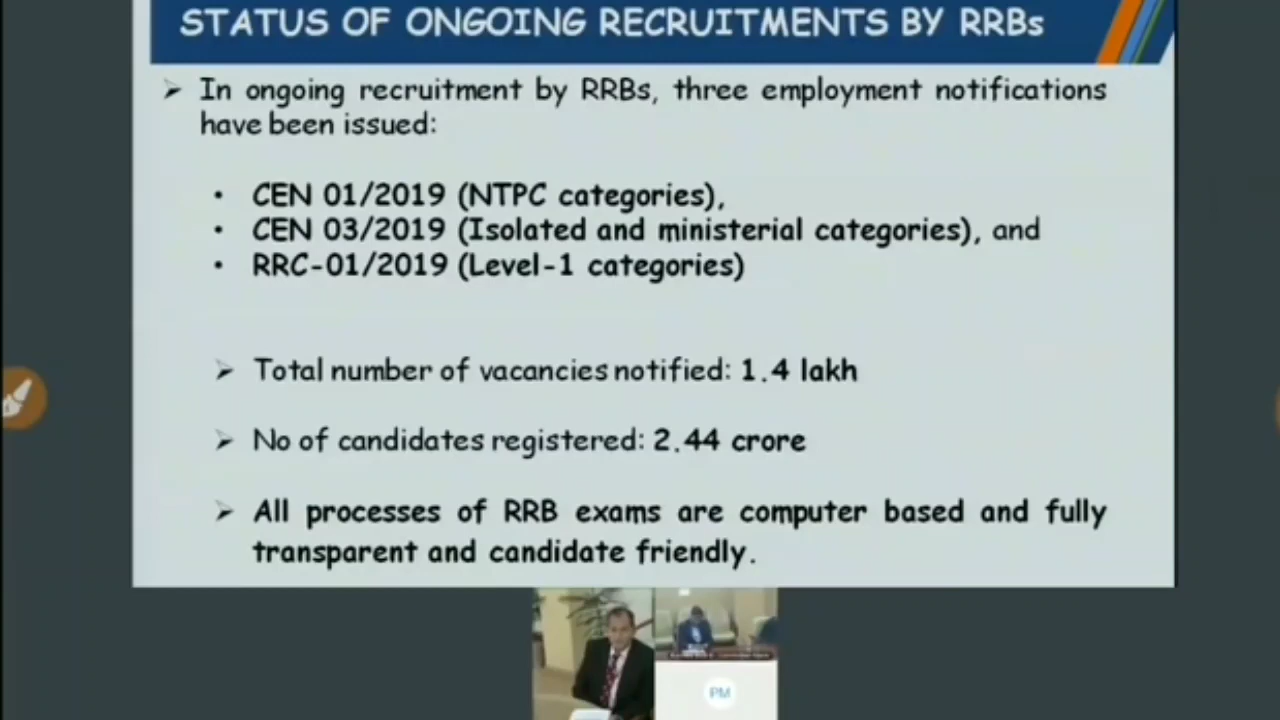 STATUS OF ONGOING RECRUITMENTS BY RRBs
➢ In ongoing recruitment by RRBs, three employment notifications
have been issued:
• CEN 01/2019 (NTPC categories),
• CEN 03/2019 (Isolated and ministerial categories), and
• RRC-01/2019 (Level-1 categories)
➢ Total number of vacancies notified: 1.4 lakh
➢ No of candidates registered: 2.44 crore
➢ All processes of RRB exams are computer based and fully
transparent and candidate friendly.
PM